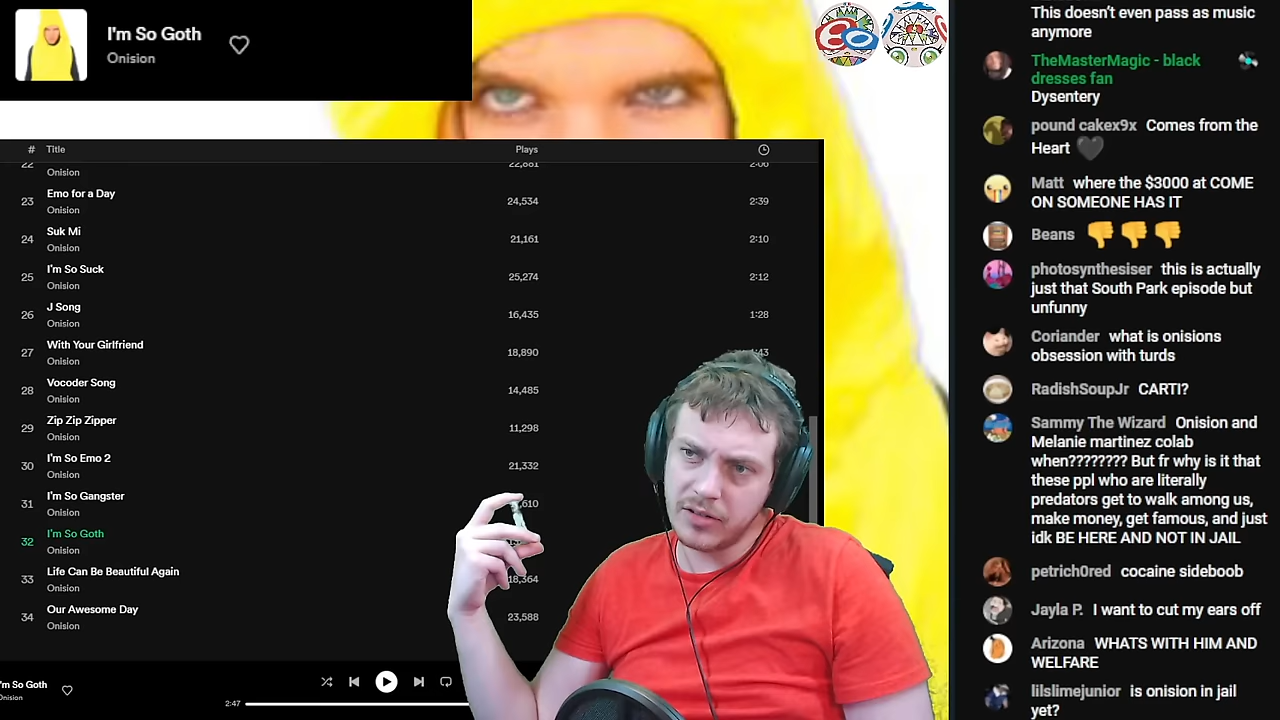 I'm So Goth
Onision
# Title Plays
22 22,881 2:06
Onision
Emo for a Day
23 24,534 2:39
Onision
Suk Mi
24 21,161 2:10
Onision
I'm So Suck
25 25,274 2:12
Onision
J Song
26 16,435 1:28
Onision
With Your Girlfriend
27 18,890 :43
Onision
Vocoder Song
28 14,485
Onision
Zip Zip Zipper
29 11,298
Onision
I'm So Emo 2
30 21,332
Onision
I'm So Gangster
31 ,610
Onision
I'm So Goth
32
Onision
Life Can Be Beautiful Again
33 18,364
Onision
Our Awesome Day
34 23,588
Onision
'm So Goth
Onision
2:47
This doesn't even pass as music
anymore
TheMasterMagic - black
dresses fan
Dysentery
pound cakex9x Comes from the
Heart 🖤
Matt where the $3000 at COME
ON SOMEONE HAS IT
Beans 👎👎👎
photosynthesiser this is actually
just that South Park episode but
unfunny
Coriander what is onisions
obsession with turds
RadishSoupJr CARTI?
Sammy The Wizard Onision and
Melanie martinez colab
when???????? But fr why is it that
these ppl who are literally
predators get to walk among us,
make money, get famous, and just
idk BE HERE AND NOT IN JAIL
petrich0red cocaine sideboob
Jayla P. I want to cut my ears off
Arizona WHATS WITH HIM AND
WELFARE
lilslimejunior is onision in jail
yet?